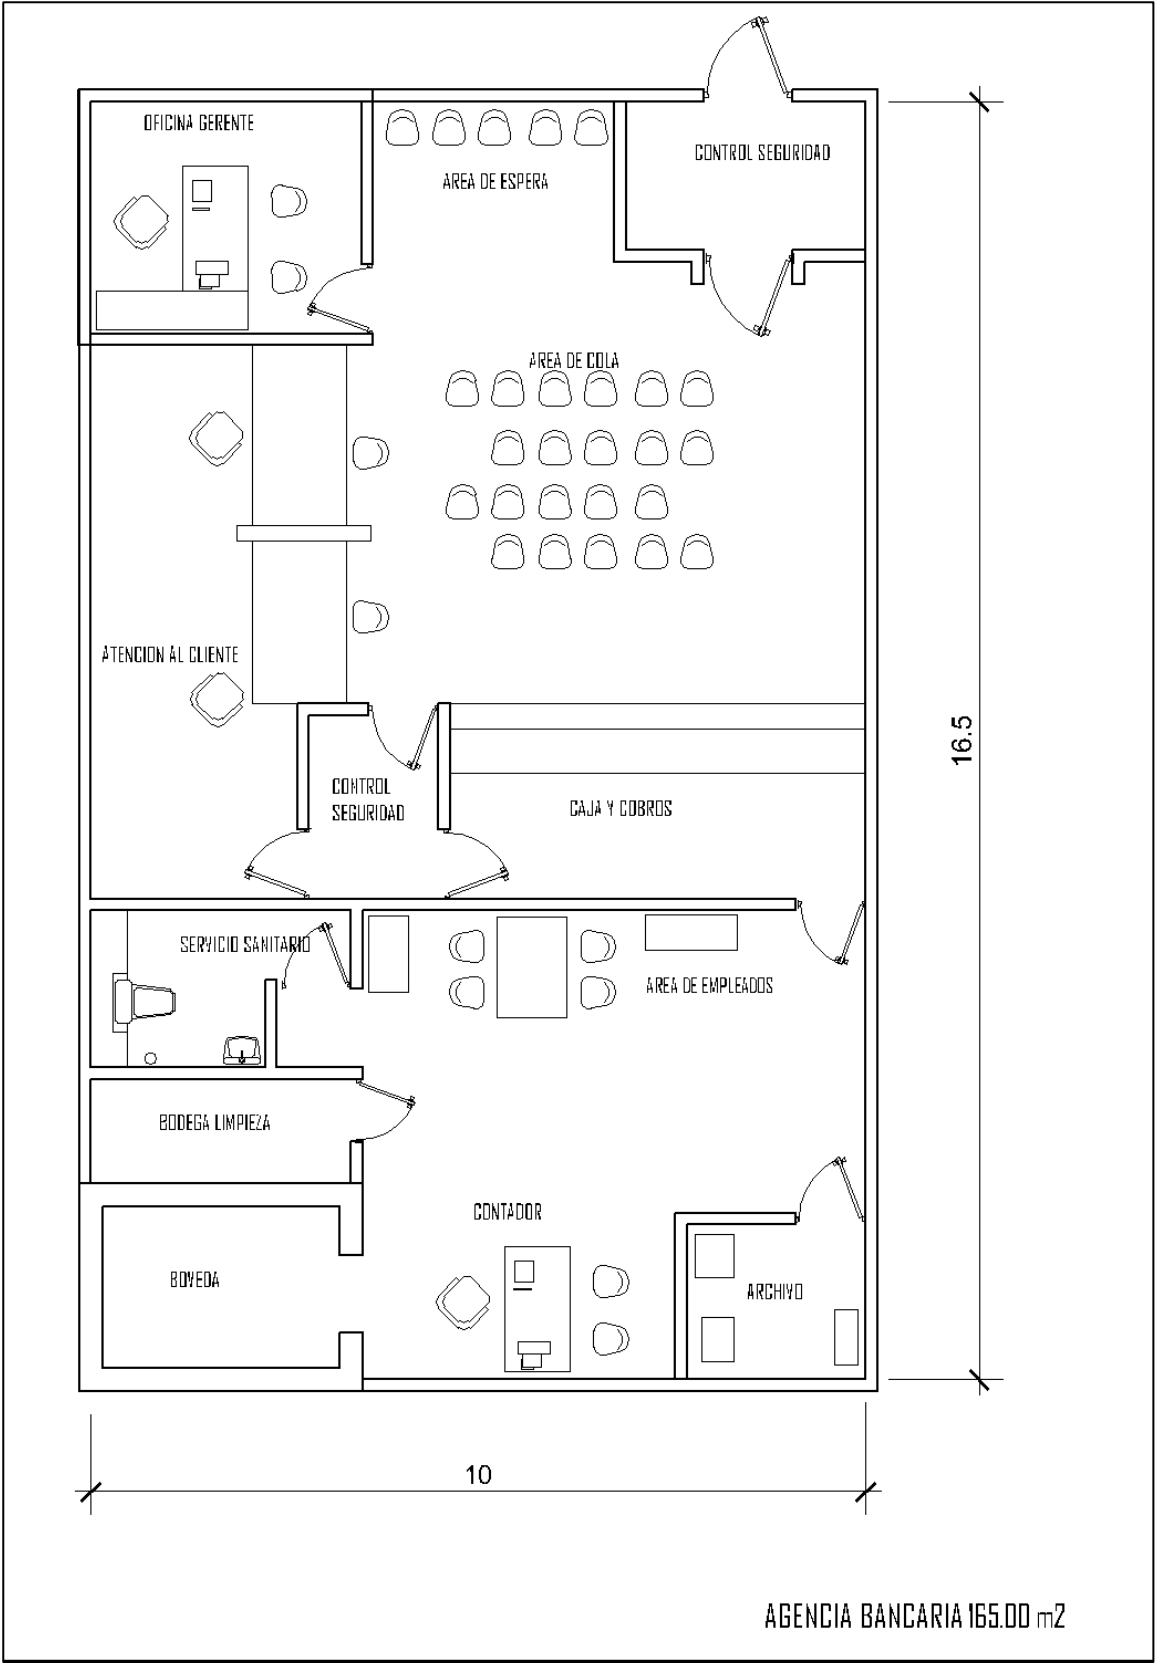 OFICINA GERENTE
AREA DE ESPERA
CONTROL SEGURIDAD
AREA DE COLA
ATENCION AL CLIENTE
16.5
CONTROL
SEGURIDAD
CAJA Y COBROS
SERVICIO SANITARIO
AREA DE EMPLEADOS
BODEGA LIMPIEZA
CONTADOR
BOVEDA
ARCHIVO
10
AGENCIA BANCARIA 165.00 m2